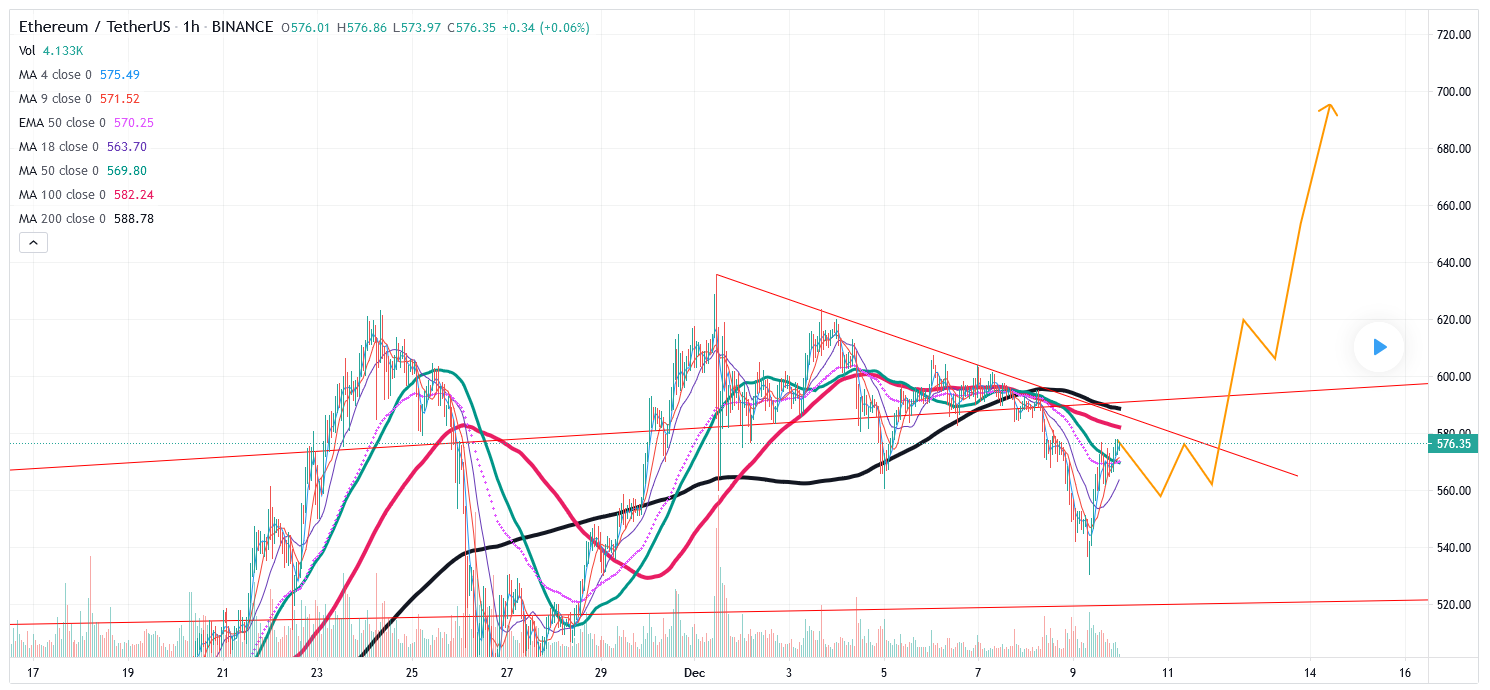 Ethereum / TetherUS · 1h · BINANCE O576.01 H576.86 L573.97 C576.35 +0.34 (+0.06%)
Vol 4.133K
MA 4 close 0 575.49
MA 9 close 0 571.52
EMA 50 close 0 570.25
MA 18 close 0 563.70
MA 50 close 0 569.80
MA 100 close 0 582.24
MA 200 close 0 588.78
720.00
700.00
680.00
660.00
640.00
620.00
600.00
580.00
576.35
560.00
540.00
520.00
17 19 21 23 25 27 29 Dec 3 5 7 9 11 14 16